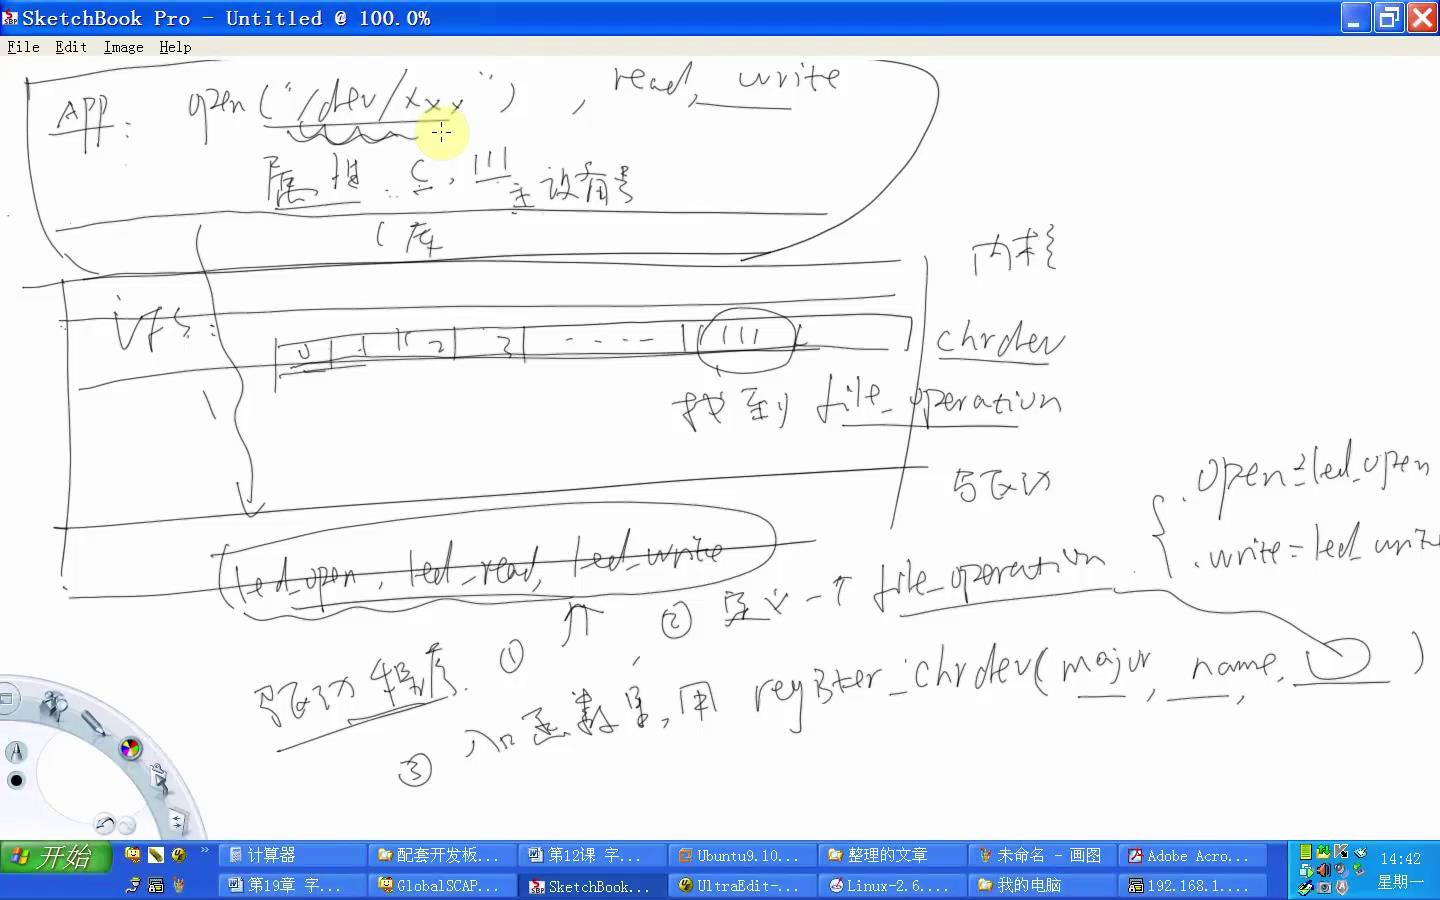 SketchBook Pro - Untitled @ 100.0%
File Edit Image Help
APP: open("/dev/xxx") , read, write
属性: c, 111 主设备号
C库
内核
VFS:
0 1 2 3 ..... 111
chrdev
找到 file_operation
驱动
.open=led_open
led_open, led_read, led_write
.write=led_write
② 定义一个 file_operation
驱动程序. ①
③ 入口函数里,用 register_chrdev(major, name, )
开始
计算器
配套开发板...
第12课 字...
Ubuntu9.10...
整理的文章
未命名 - 画图
Adobe Acro...
14:42
第19章 字...
GlobalSCAP...
SketchBook...
UltraEdit-...
Linux-2.6....
我的电脑
192.168.1....
星期一